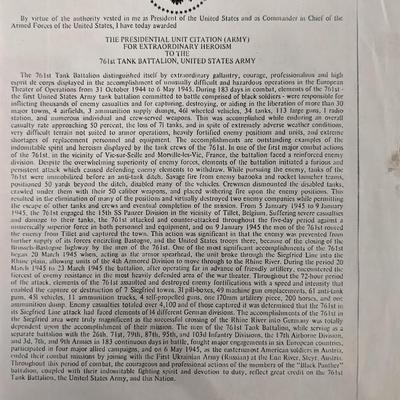 By virtue of the authority vested in me as President of the United States and as Commander in Chief of the
Armed Forces of the United States, I have today awarded
THE PRESIDENTIAL UNIT CITATION (ARMY)
FOR EXTRAORDINARY HEROISM
TO THE
761st TANK BATTALION, UNITED STATES ARMY
The 761st Tank Battalion distinguished itself by extraordinary gallantry, courage, professionalism and high
esprit de corps displayed in the accomplishment of unusually difficult and hazardous operations in the European
Theater of Operations from 31 October 1944 to 6 May 1945. During 183 days in combat, elements of the 761st -
the first United States Army tank battalion committed to battle comprised of black soldiers - were responsible for
inflicting thousands of enemy casualties and for capturing, destroying, or aiding in the liberation of more than 30
major towns, 4 airfields, 3 ammunition supply dumps, 461 wheeled vehicles, 34 tanks, 113 large guns, 1 radio
station, and numerous individual and crew-served weapons. This was accomplished while enduring an overall
casualty rate approaching 50 percent, the loss of 71 tanks, and in spite of extremely adverse weather conditions,
very difficult terrain not suited to armor operations, heavily fortified enemy positions and units, and extreme
shortages of replacement personnel and equipment. The accomplishments are outstanding examples of the
indomitable spirit and heroism displayed by the tank crews of the 761st. In one of the first major combat actions
of the 761st, in the vicinity of Vic-sur-Seille and Morville-les-Vic, France, the battalion faced a reinforced enemy
division. Despite the overwhelming superiority of enemy forces, elements of the battalion initiated a furious and
persistent attack which caused defending enemy elements to withdraw. While pursuing the enemy, tanks of the
761st were immobilized before an anti-tank ditch. Savage fire from enemy bazooka and rocket launcher teams,
positioned 50 yards beyond the ditch, disabled many of the vehicles. Crewmen dismounted the disabled tanks,
crawled under them with their 50 calibre weapons, and placed withering fire upon the enemy positions. This
resulted in the elimination of many of the positions and virtually destroyed two enemy companies while permitting
the escape of other tanks and crews and eventual completion of the mission. From 5 January 1945 to 9 January
1945, the 761st engaged the 15th SS Panzer Division in the vicinity of Tillet, Belgium. Suffering severe casualties
and damage to their tanks, the 761st attacked and counter-attacked throughout the five-day period against a
numerically superior force in both personnel and equipment, and on 9 January 1945 the men of the 761st routed
the enemy from Tillet and captured the town. This action was significant in that the enemy was prevented from
further supply of its forces encircling Bastogne, and the United States troops there, because of the closing of the
Brussels-Bastogne highway by the men of the 761st. One of the most significant accomplishments of the 761st
began 20 March 1945 when, acting as the armor spearhead, the unit broke through the Siegfried Line into the
Rhine plain, allowing units of the 4th Armored Division to move through to the Rhine River. During the period 20
March 1945 to 23 March 1945 the battalion, after operating far in advance of friendly artillery, encountered the
fiercest of enemy resistance in the most heavily defended area of the war theater. Throughout the 72-hour period
of the attack, elements of the 761st assaulted and destroyed enemy fortifications with a speed and intensity that
enabled the capture or destruction of 7 Siegfried towns, 31 pill-boxes, 49 machine gun emplacements, 61 anti-tank
guns, 451 vehicles, 11 ammunition trucks, 4 self-propelled guns, one 170mm artillery piece, 200 horses, and one
ammunition dump. Enemy casualties totaled over 4,100 and of those captured it was determined that the 761st in
its Siegfried Line attack had faced elements of 14 different German divisions. The accomplishments of the 761st in
the Siegfried area were truly magnificent as the successful crossing of the Rhine River into Germany was totally
dependent upon the accomplishment of their mission. The men of the 761st Tank Battalion, while serving as a
separate battalion with the 26th, 71st, 79th, 87th, 95th, and 103d Infantry Divisions, the 17th Airborne Division,
and 3d, 7th, and 9th Armies in 183 continuous days in battle, fought major engagements in six European countries,
participated in four major allied campaigns, and on 6 May 1945, as the easternmost American soldiers in Austria,
ended their combat missions by joining with the First Ukrainian Army (Russian) at the Enn River, Steyr, Austria.
Throughout this period of combat, the courageous and professional actions of the members of the "Black Panther"
battalion, coupled with their indomitable fighting spirit and devotion to duty, reflect great credit on the 761st
Tank Battalion, the United States Army, and this Nation.